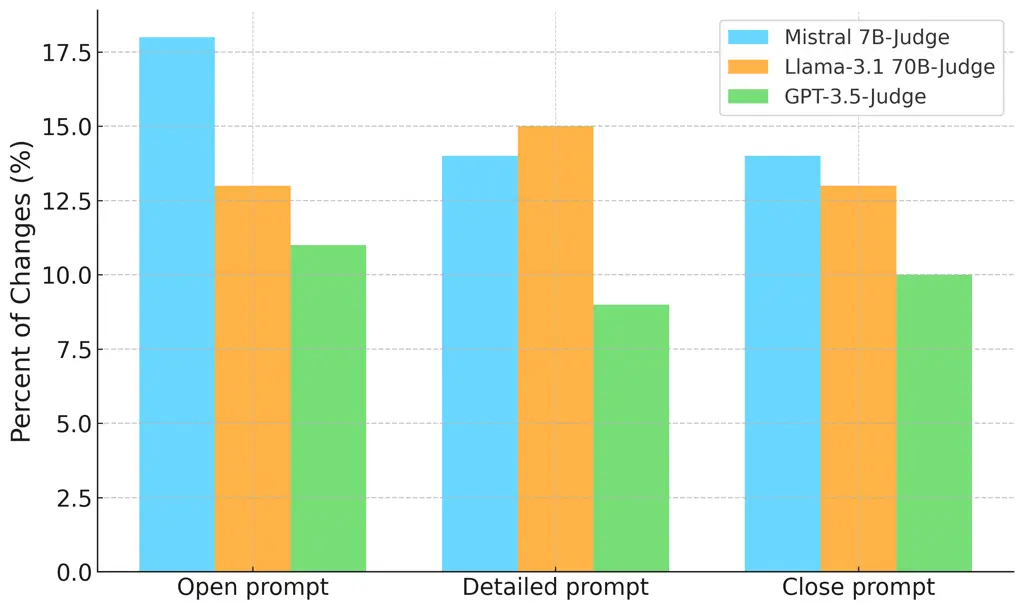 Percent of Changes (%)
17.5
15.0
12.5
10.0
7.5
5.0
2.5
0.0
Mistral 7B-Judge
Llama-3.1 70B-Judge
GPT-3.5-Judge
Open prompt
Detailed prompt
Close prompt